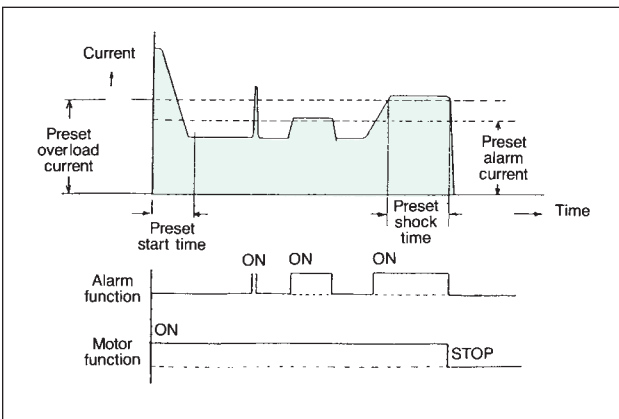 Current
Preset
overload
current
Preset
alarm
current
Preset
start time
Preset
shock
time
Time
ON
ON
ON
Alarm
function
ON
Motor
function
STOP